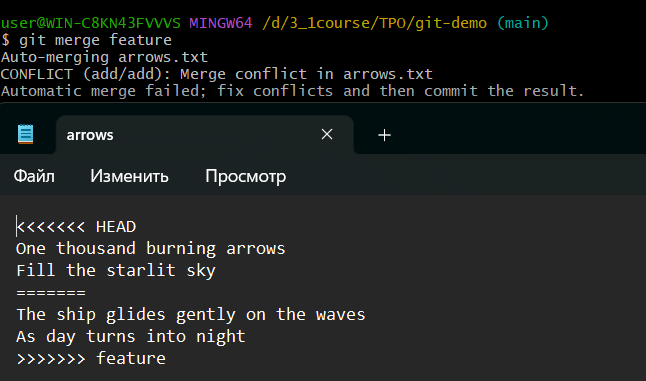 user@WIN-C8KN43FVVVS MINGW64 /d/3_1course/TPO/git-demo (main)
$ git merge feature
Auto-merging arrows.txt
CONFLICT (add/add): Merge conflict in arrows.txt
Automatic merge failed; fix conflicts and then commit the result.
arrows
Файл Изменить Просмотр
<<<<<<< HEAD
One thousand burning arrows
Fill the starlit sky
=======
The ship glides gently on the waves
As day turns into night
>>>>>>> feature